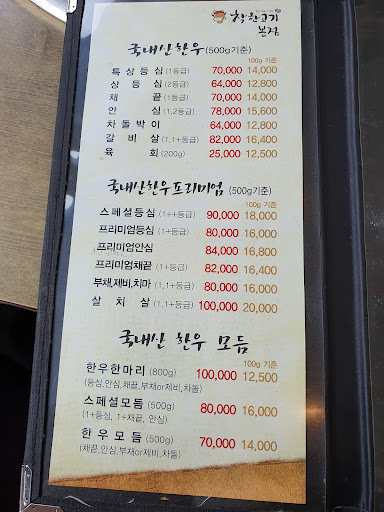 착한고기
본점
국내산한우(500g기준)
100g 기준
특 상 등 심 (1등급) 70,000 14,000
상 등 심 (2등급) 64,000 12,800
채 끝 (1등급) 70,000 14,000
안 심 (1,2등급) 78,000 15,600
차 돌 박 이 64,000 12,800
갈 비 살 (1,1+등급) 82,000 16,400
육 회 (200g) 25,000 12,500
국내산한우프리미엄 (500g기준)
100g 기준
스페셜등심 (1++등급) 90,000 18,000
프리미엄등심 (1+등급) 80,000 16,000
프리미엄안심 84,000 16,800
프리미엄채끝 (1+등급) 82,000 16,400
부채,제비,치마 (1,1+등급) 80,000 16,000
살 치 살 (1,1+등급) 100,000 20,000
국내산 한우 모듬
100g 기준
한우한마리 (800g) 100,000 12,500
(등심,안심,채끝,부채or제비,차돌)
스페셜모듬 (500g) 80,000 16,000
(1+등심, 1+채끝, 안심)
한 우 모 듬 (500g) 70,000 14,000
(채끝,안심,부채or제비,차돌)